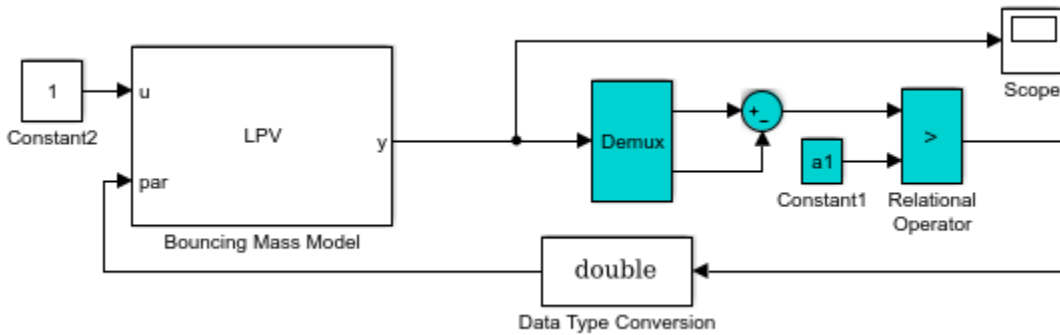 1
Constant2
u
par
LPV
y
Bouncing Mass Model
Demux
+
_
a1
Constant1
>
Relational
Operator
Scope
double
Data Type Conversion